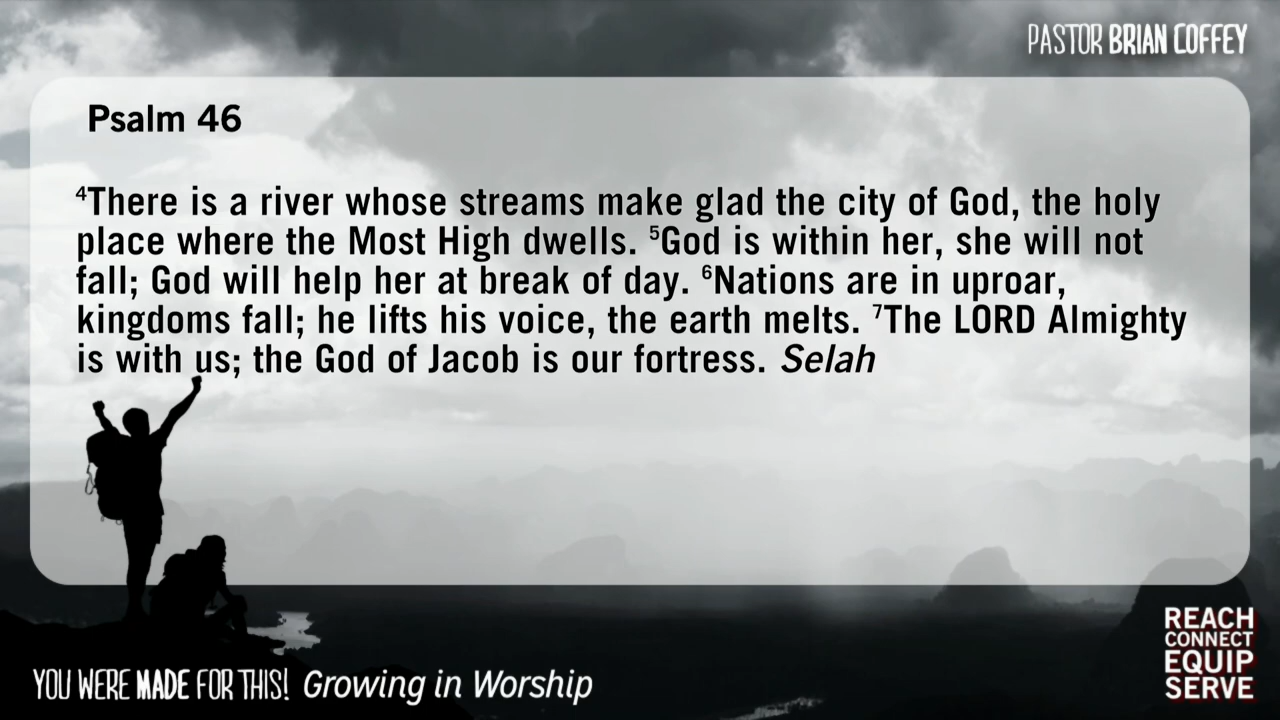 PASTOR BRIAN COFFEY
Psalm 46
⁴There is a river whose streams make glad the city of God, the holy
place where the Most High dwells. ⁵God is within her, she will not
fall; God will help her at break of day. ⁶Nations are in uproar,
kingdoms fall; he lifts his voice, the earth melts. ⁷The LORD Almighty
is with us; the God of Jacob is our fortress. Selah
YOU WERE MADE FOR THIS! Growing in Worship
REACH
CONNECT
EQUIP
SERVE